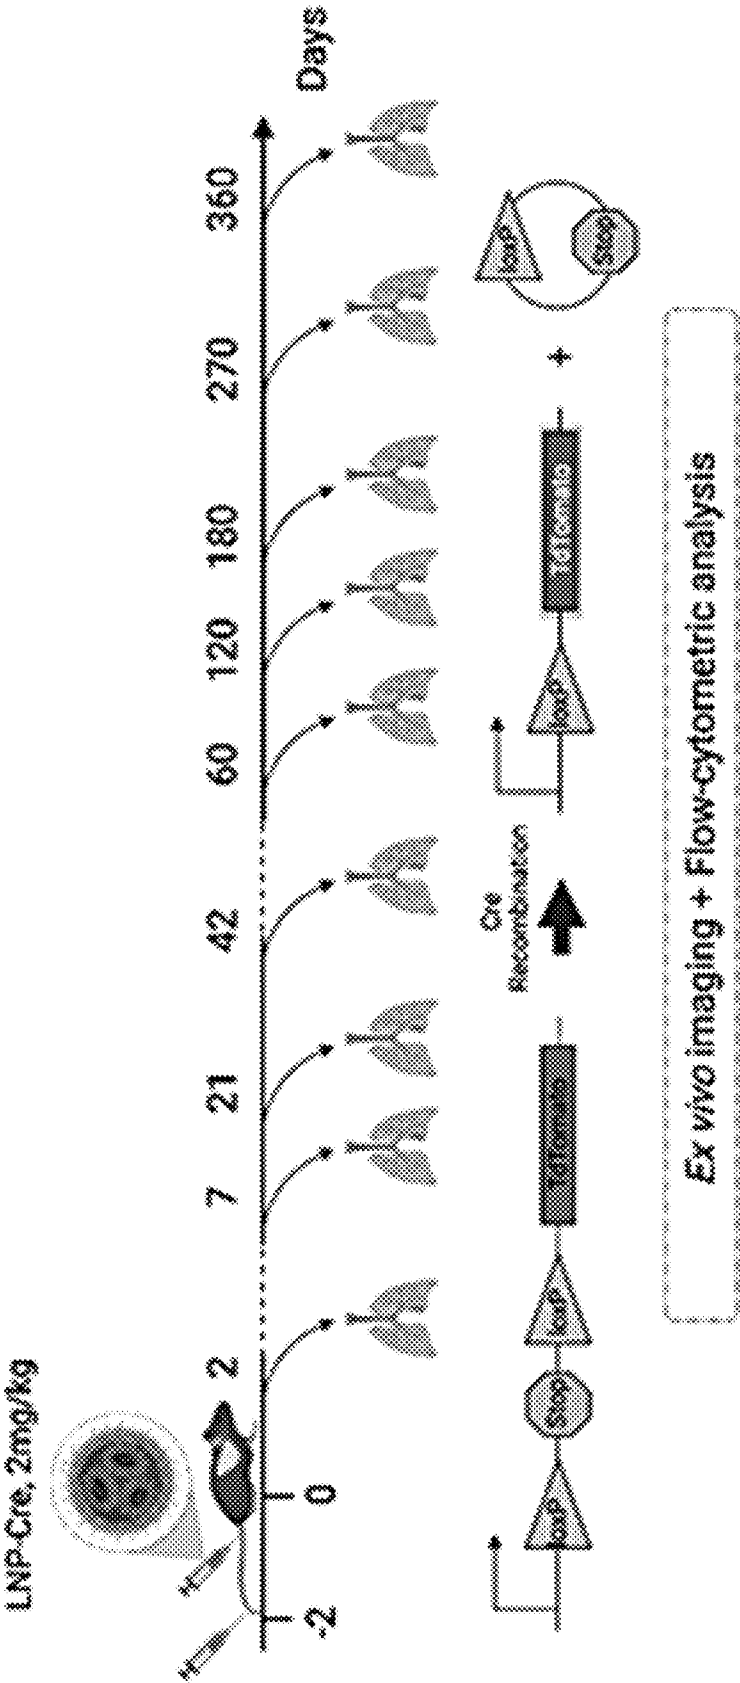 LNP-Cre, 2mg/kg
-2
0
2
7
21
42
60
120
180
270
360
Days
loxP
Stop
loxP
TdTomato
Cre
Recombination
loxP
TdTomato
+
loxP
Stop
Ex vivo imaging + Flow-cytometric analysis